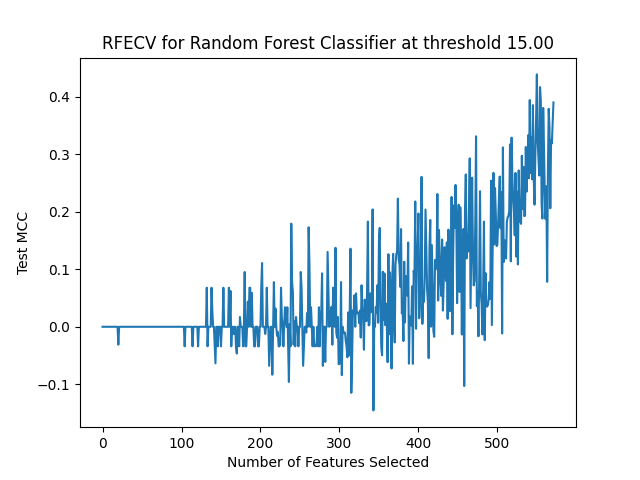 RFECV for Random Forest Classifier at threshold 15.00
0.4
0.3
0.2
0.1
0.0
−0.1
Test MCC
0 100 200 300 400 500
Number of Features Selected